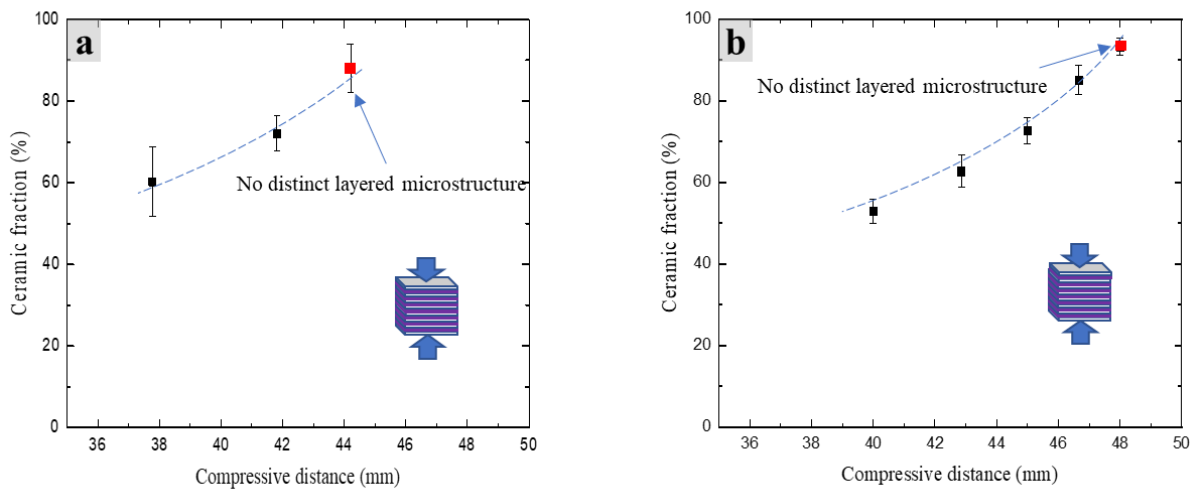 a
100
80
60
40
20
0
Ceramic fraction (%)
No distinct layered microstructure
36 38 40 42 44 46 48 50
Compressive distance (mm)
b
100
80
60
40
20
0
Ceramic fraction (%)
No distinct layered microstructure
36 38 40 42 44 46 48 50
Compressive distance (mm)